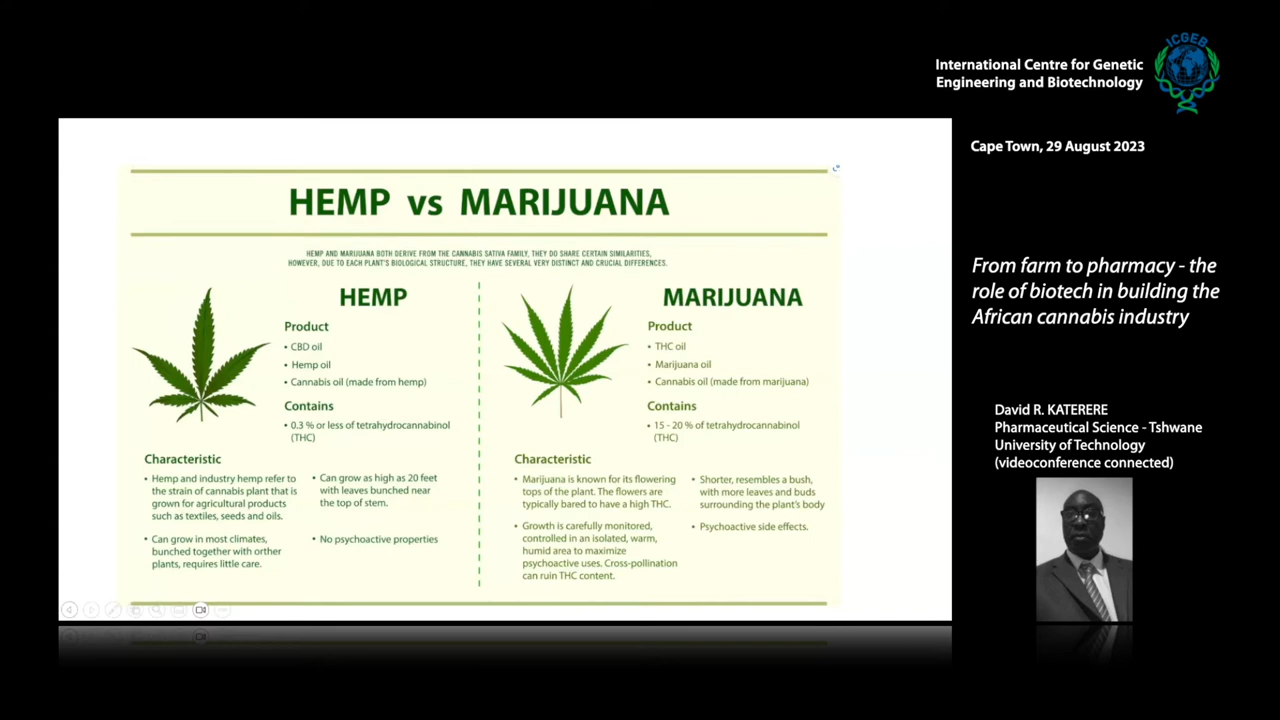 ICGEB
International Centre for Genetic
Engineering and Biotechnology
Cape Town, 29 August 2023
HEMP vs MARIJUANA
HEMP AND MARIJUANA BOTH DERIVE FROM THE CANNABIS SATIVA FAMILY, THEY DO SHARE CERTAIN SIMILARITIES,
HOWEVER, DUE TO EACH PLANT'S BIOLOGICAL STRUCTURE, THEY HAVE SEVERAL VERY DISTINCT AND CRUCIAL DIFFERENCES.
HEMP
Product
• CBD oil
• Hemp oil
• Cannabis oil (made from hemp)
Contains
• 0.3 % or less of tetrahydrocannabinol
(THC)
Characteristic
• Hemp and industry hemp refer to
the strain of cannabis plant that is
grown for agricultural products
such as textiles, seeds and oils.
• Can grow in most climates,
bunched together with orther
plants, requires little care.
• Can grow as high as 20 feet
with leaves bunched near
the top of stem.
• No psychoactive properties
MARIJUANA
Product
• THC oil
• Marijuana oil
• Cannabis oil (made from marijuana)
Contains
• 15 - 20 % of tetrahydrocannabinol
(THC)
Characteristic
• Marijuana is known for its flowering
tops of the plant. The flowers are
typically bared to have a high THC.
• Growth is carefully monitored,
controlled in an isolated, warm,
humid area to maximize
psychoactive uses. Cross-pollination
can ruin THC content.
• Shorter, resembles a bush,
with more leaves and buds
surrounding the plant's body
• Psychoactive side effects.
From farm to pharmacy - the
role of biotech in building the
African cannabis industry
David R. KATERERE
Pharmaceutical Science - Tshwane
University of Technology
(videoconference connected)